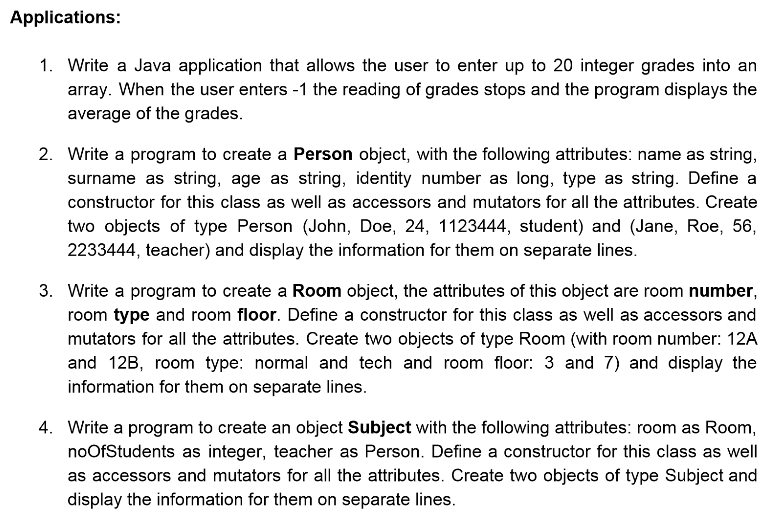 Applications:
1. Write a Java application that allows the user to enter up to 20 integer grades into an
array. When the user enters -1 the reading of grades stops and the program displays the
average of the grades.
2. Write a program to create a Person object, with the following attributes: name as string,
surname as string, age as string, identity number as long, type as string. Define a
constructor for this class as well as accessors and mutators for all the attributes. Create
two objects of type Person (John, Doe, 24, 1123444, student) and (Jane, Roe, 56,
2233444, teacher) and display the information for them on separate lines.
3. Write a program to create a Room object, the attributes of this object are room number,
room type and room floor. Define a constructor for this class as well as accessors and
mutators for all the attributes. Create two objects of type Room (with room number: 12A
and 12B, room type: normal and tech and room floor: 3 and 7) and display the
information for them on separate lines.
4. Write a program to create an object Subject with the following attributes: room as Room,
noOfStudents as integer, teacher as Person. Define a constructor for this class as well
as accessors and mutators for all the attributes. Create two objects of type Subject and
display the information for them on separate lines.